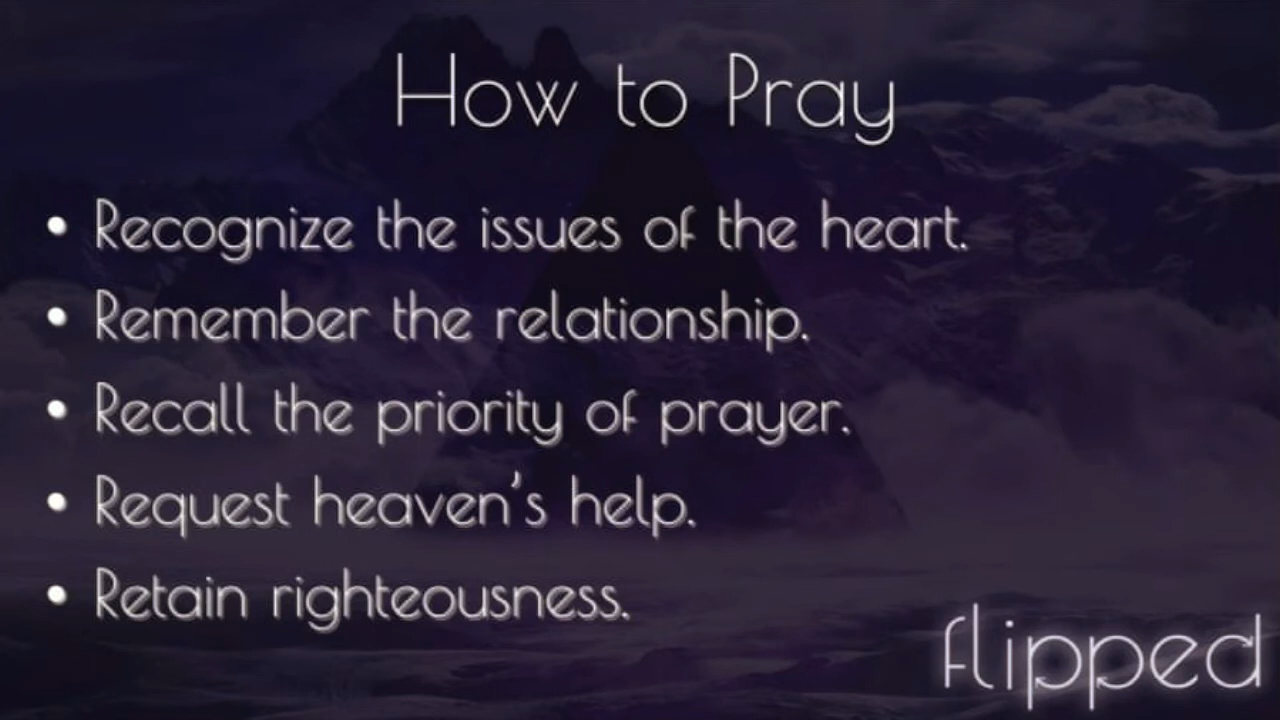 How to Pray
• Recognize the issues of the heart.
• Remember the relationship.
• Recall the priority of prayer.
• Request heaven's help.
• Retain righteousness.
flipped